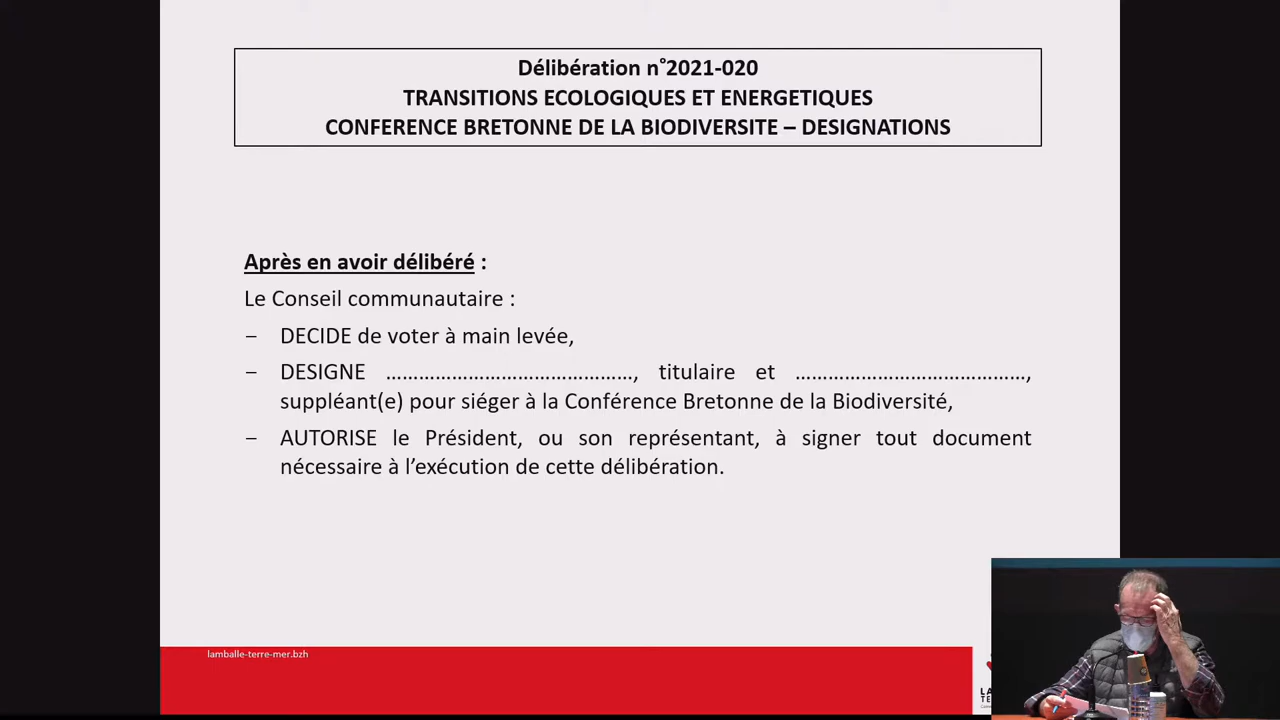 Délibération n°2021-020
TRANSITIONS ECOLOGIQUES ET ENERGETIQUES
CONFERENCE BRETONNE DE LA BIODIVERSITE – DESIGNATIONS
Après en avoir délibéré :
Le Conseil communautaire :
– DECIDE de voter à main levée,
– DESIGNE ……………………………………, titulaire et …………………………………,
suppléant(e) pour siéger à la Conférence Bretonne de la Biodiversité,
– AUTORISE le Président, ou son représentant, à signer tout document
nécessaire à l'exécution de cette délibération.
lamballe-terre-mer.bzh